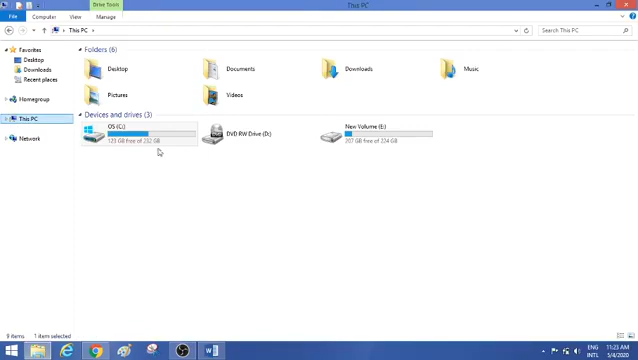 Drive Tools
This PC
File
Computer
View
Manage
This PC
Search This PC
Favorites
Desktop
Downloads
Recent places
Homegroup
This PC
Network
Folders (6)
Desktop
Documents
Downloads
Music
Pictures
Videos
Devices and drives (3)
OS (C:)
123 GB free of 232 GB
DVD RW Drive (D:)
New Volume (E:)
207 GB free of 224 GB
9 items
1 item selected
ENG
INTL
11:23 AM
5/4/2020